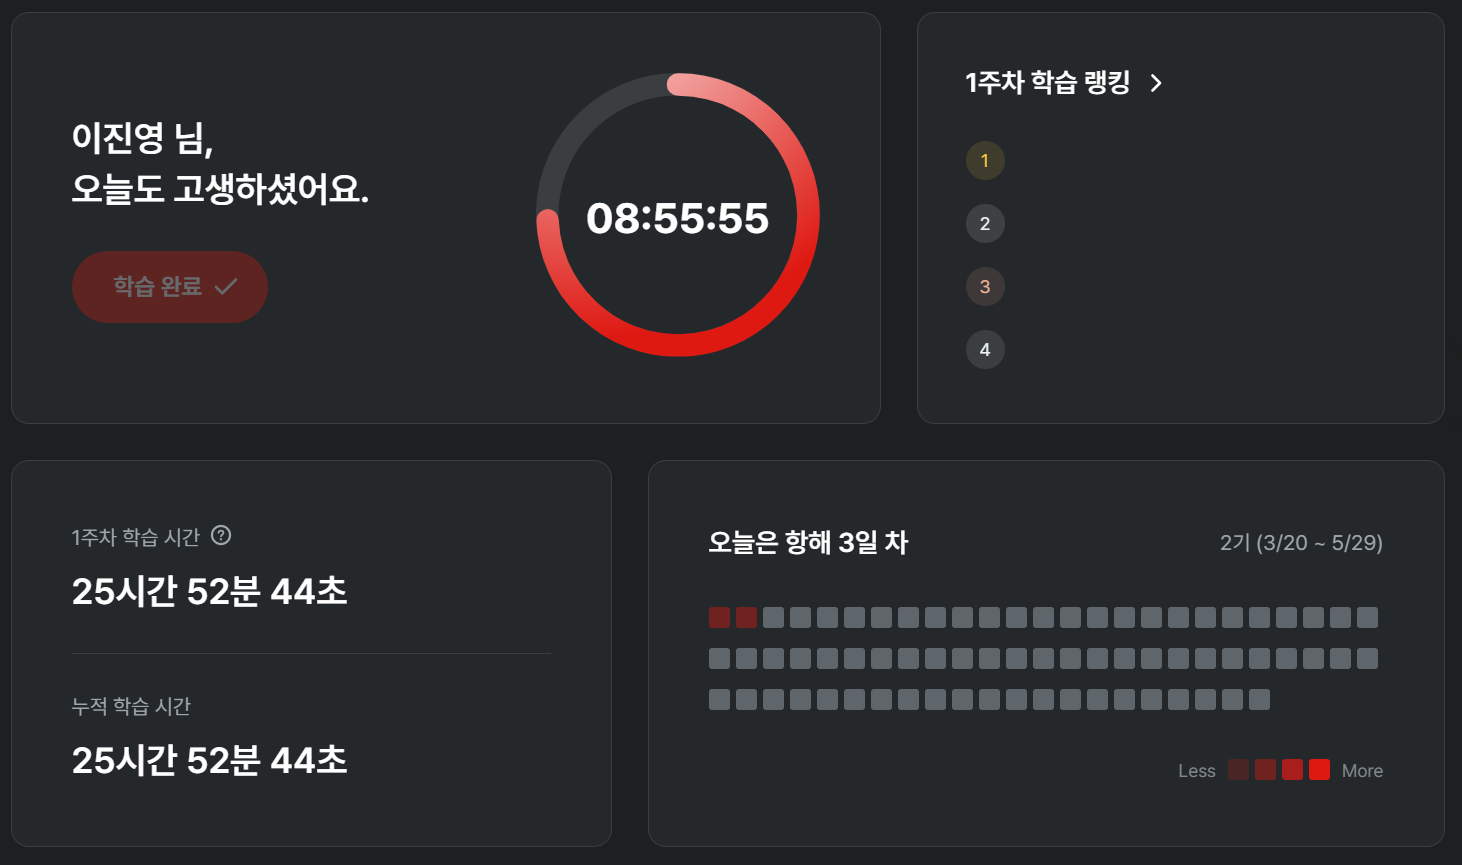 이진영 님,
오늘도 고생하셨어요.
학습 완료
08:55:55
1주차 학습 랭킹
1
2
3
4
1주차 학습 시간 ?
25시간 52분 44초
누적 학습 시간
25시간 52분 44초
오늘은 항해 3일 차
2기 (3/20 ~ 5/29)
Less
More